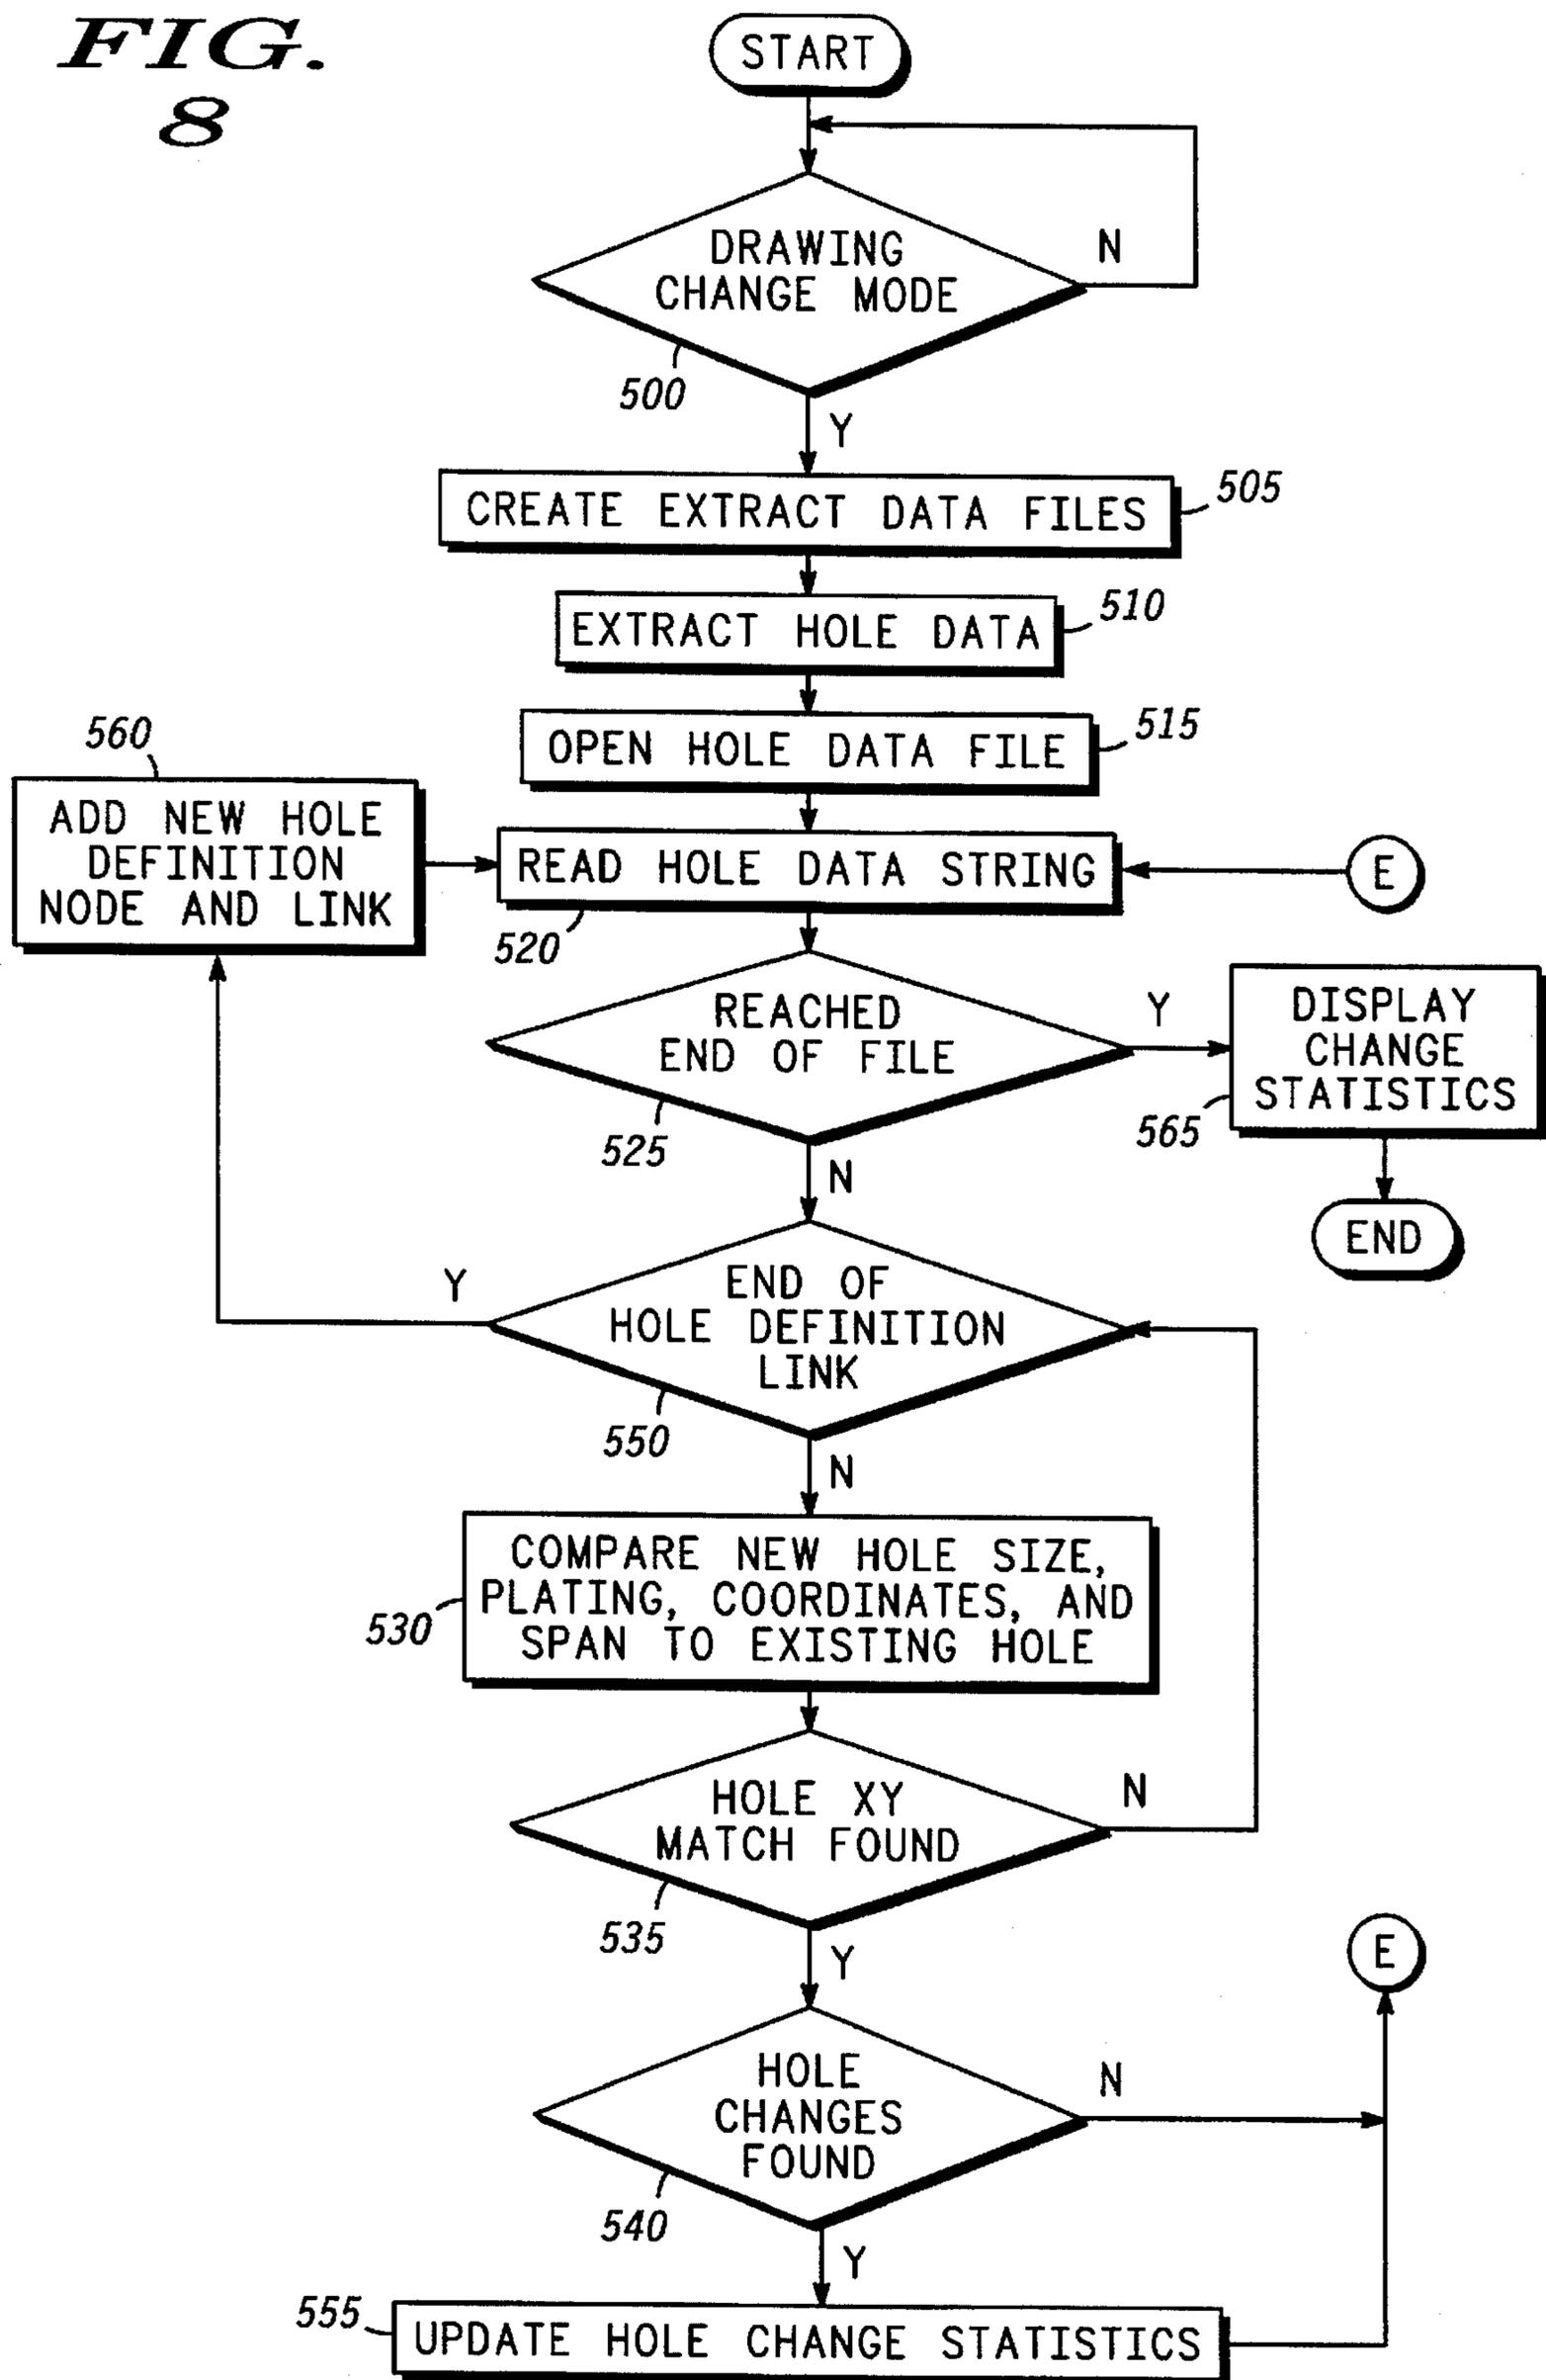 FIG.
8
START
DRAWING
CHANGE MODE
N
500
Y
CREATE EXTRACT DATA FILES
505
EXTRACT HOLE DATA
510
OPEN HOLE DATA FILE
515
560
ADD NEW HOLE
DEFINITION
NODE AND LINK
READ HOLE DATA STRING
E
520
REACHED
END OF FILE
Y
525
N
DISPLAY
CHANGE
STATISTICS
565
END
END OF
HOLE DEFINITION
LINK
Y
550
N
COMPARE NEW HOLE SIZE,
PLATING, COORDINATES, AND
SPAN TO EXISTING HOLE
530
HOLE XY
MATCH FOUND
N
535
Y
E
HOLE
CHANGES
FOUND
N
540
Y
555
UPDATE HOLE CHANGE STATISTICS